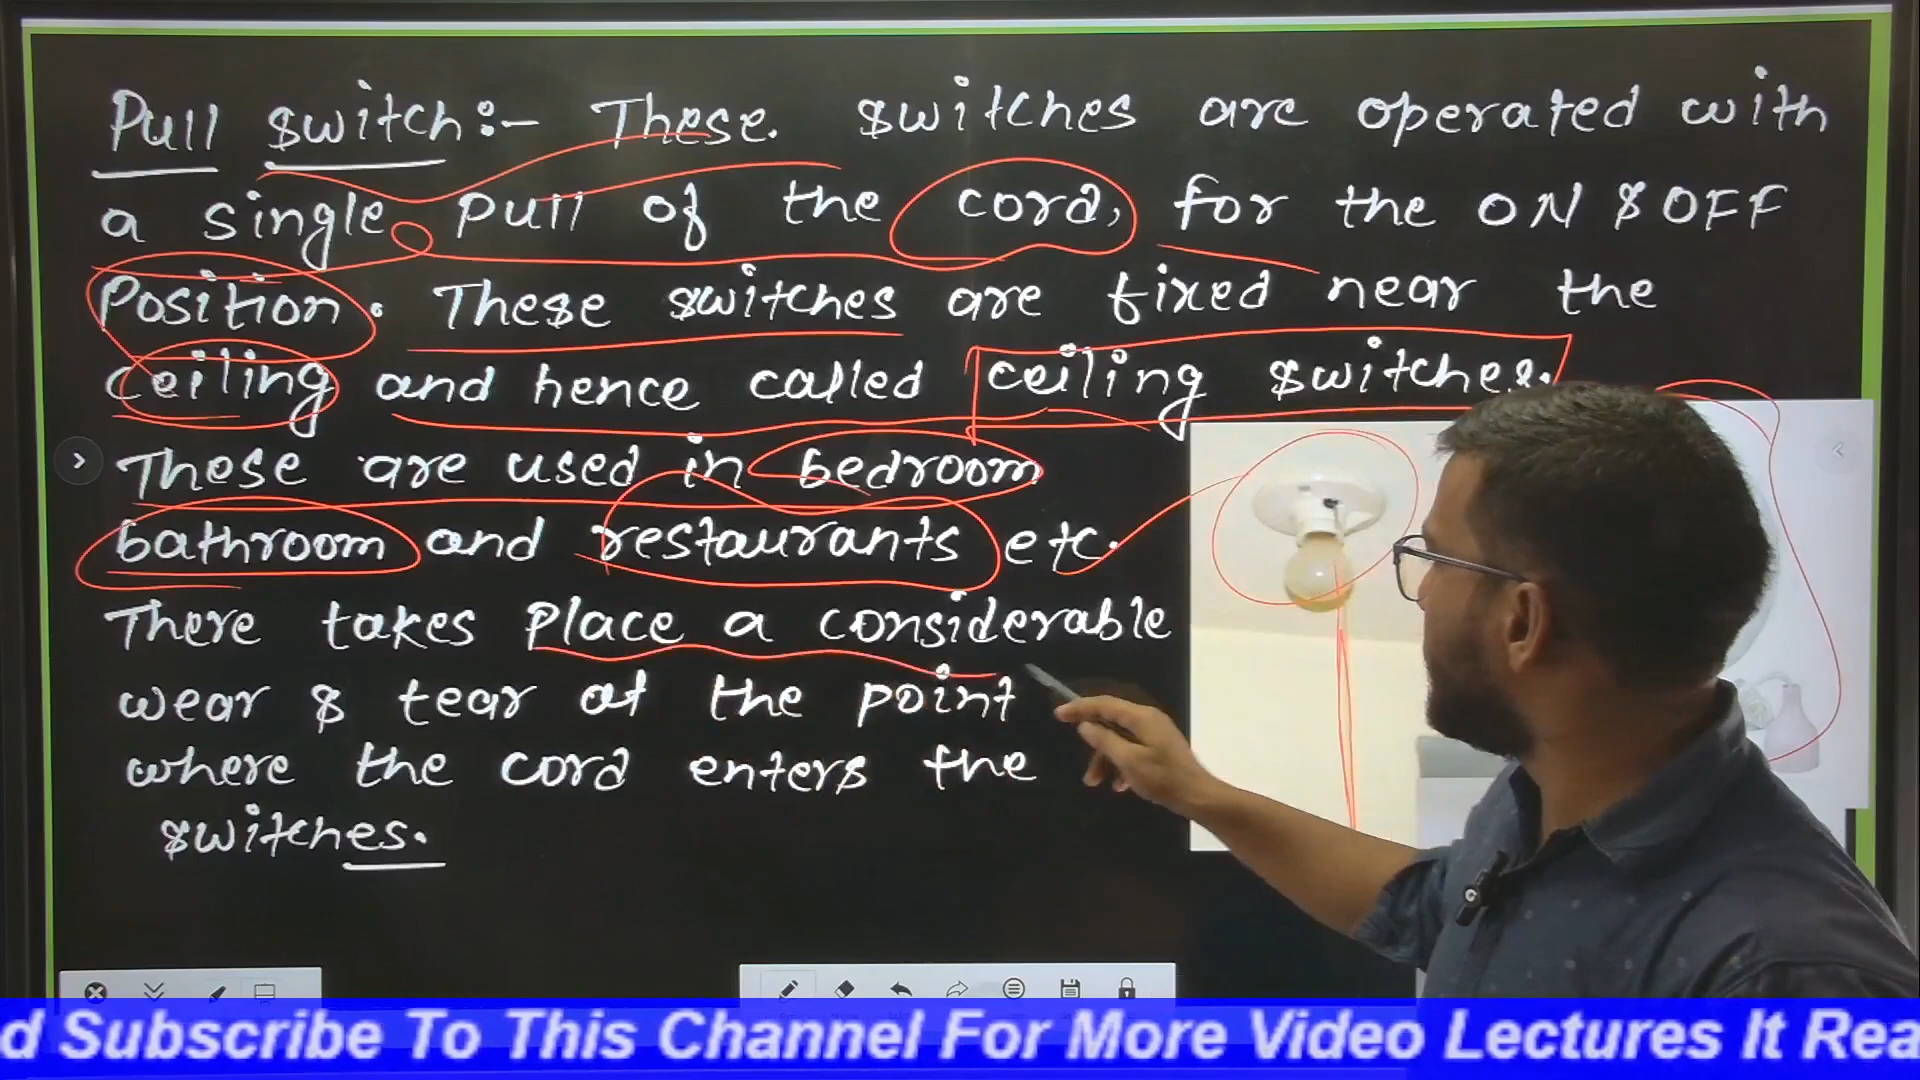 Pull switch:- These switches are operated with
a single pull of the cord, for the ON & OFF
Position. These switches are fixed near the
ceiling and hence called ceiling switches.
These are used in bedroom
bathroom and restaurants etc.
There takes place a considerable
wear & tear at the point
where the cord enters the
switches.
d Subscribe To This Channel For More Video Lectures It Rea